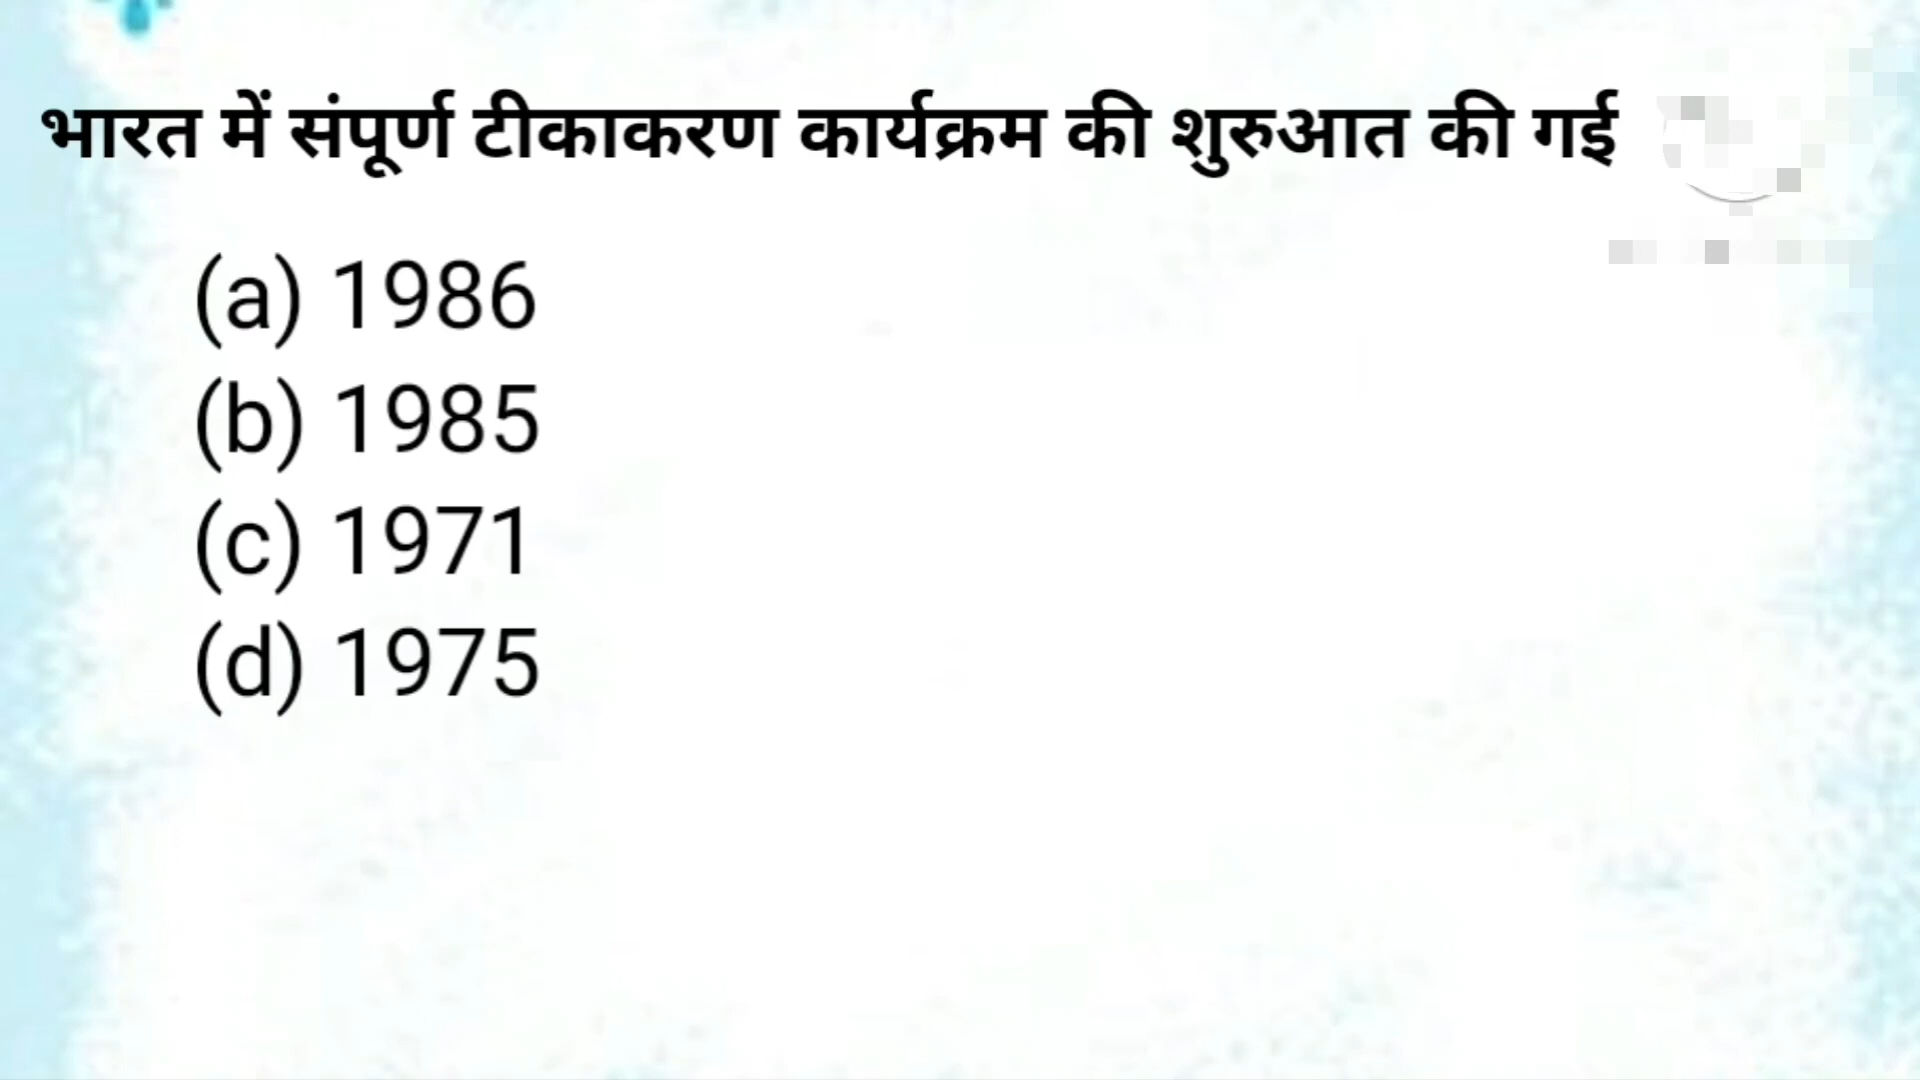 भारत में संपूर्ण टीकाकरण कार्यक्रम की शुरुआत की गई
(a) 1986
(b) 1985
(c) 1971
(d) 1975